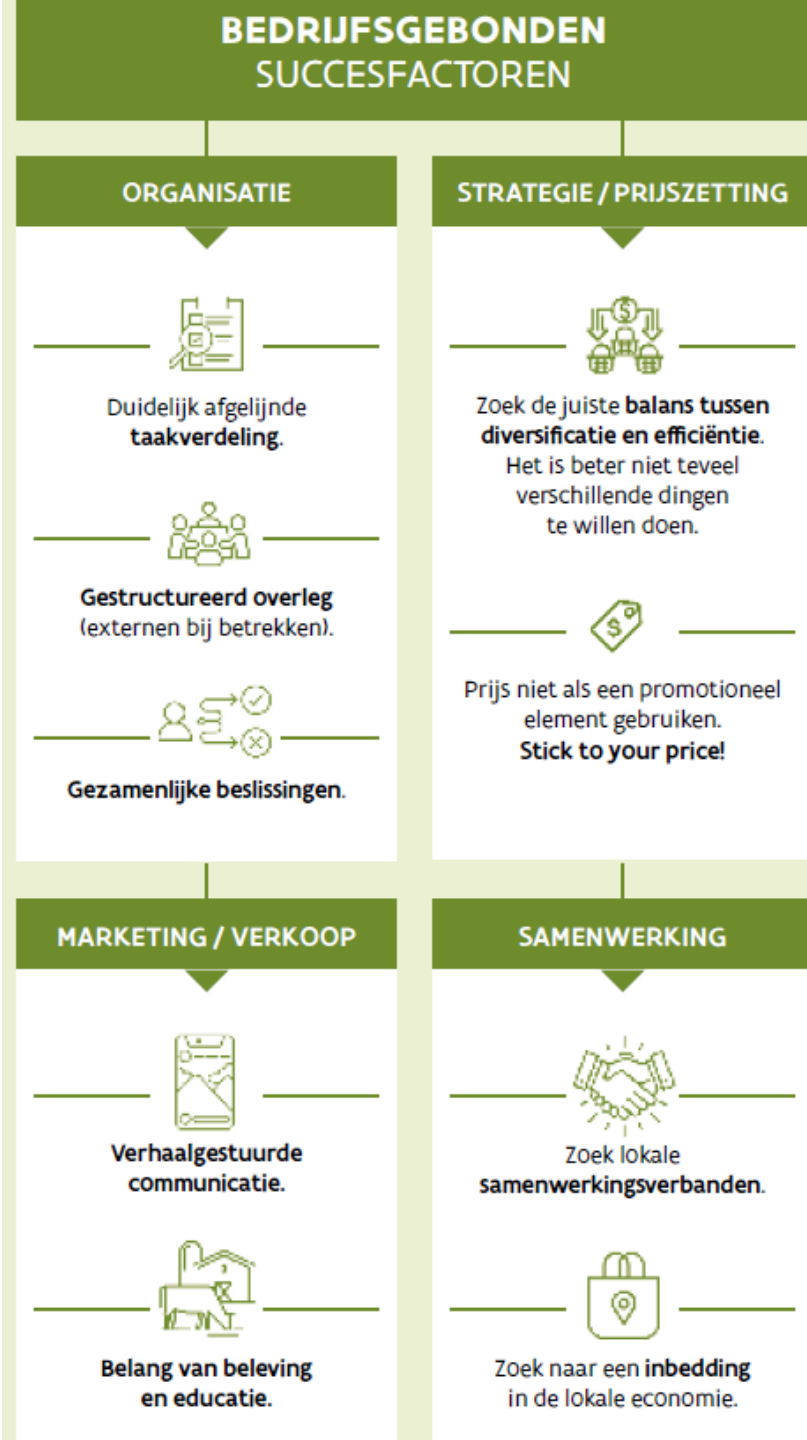 BEDRIJFSGEBONDEN
SUCCESFACTOREN
ORGANISATIE
Duidelijk afgelijnde
taakverdeling.
Gestructureerd overleg
(externen bij betrekken).
Gezamenlijke beslissingen.
STRATEGIE / PRIJSZETTING
Zoek de juiste balans tussen
diversificatie en efficiëntie.
Het is beter niet teveel
verschillende dingen
te willen doen.
Prijs niet als een promotioneel
element gebruiken.
Stick to your price!
MARKETING / VERKOOP
Verhaalgestuurde
communicatie.
Belang van beleving
en educatie.
SAMENWERKING
Zoek lokale
samenwerkingsverbanden.
Zoek naar een inbedding
in de lokale economie.